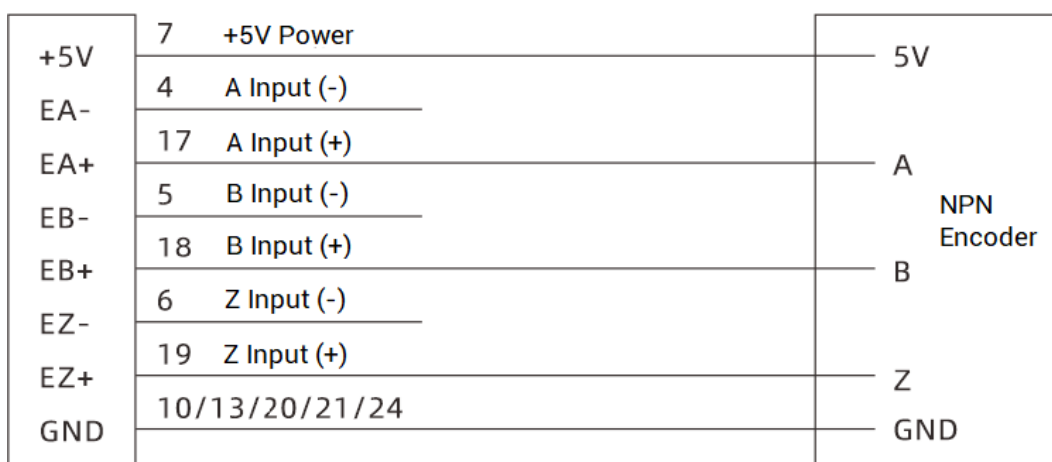 7 +5V Power
+5V 5V
4 A Input (-)
EA-
17 A Input (+)
EA+ A
5 B Input (-)
EB-
NPN
Encoder
18 B Input (+)
EB+ B
6 Z Input (-)
EZ-
19 Z Input (+)
EZ+ Z
10/13/20/21/24
GND GND